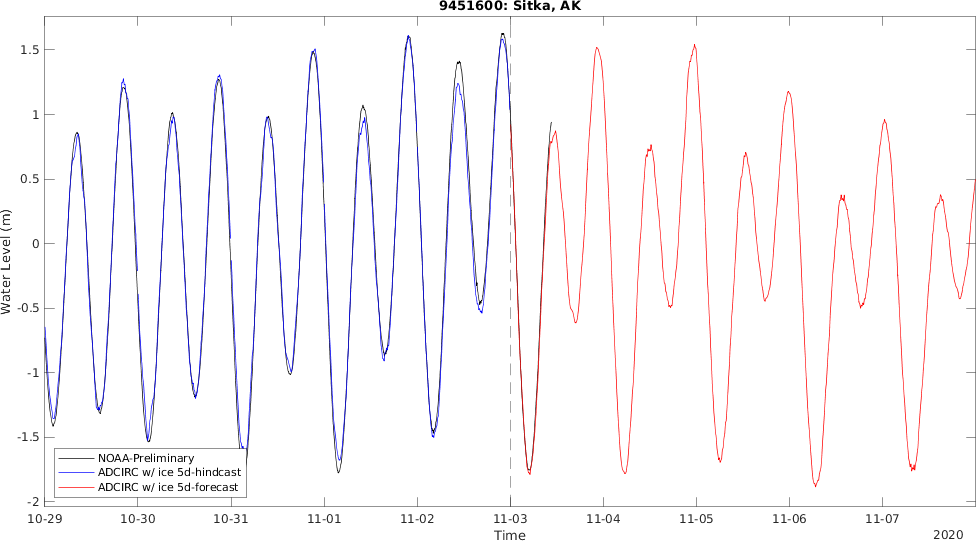 9451600: Sitka, AK
Water Level (m)
1.5
1
0.5
0
-0.5
-1
-1.5
-2
NOAA-Preliminary
ADCIRC w/ ice 5d-hindcast
ADCIRC w/ ice 5d-forecast
10-29 10-30 10-31 11-01 11-02 11-03 11-04 11-05 11-06 11-07
Time
2020